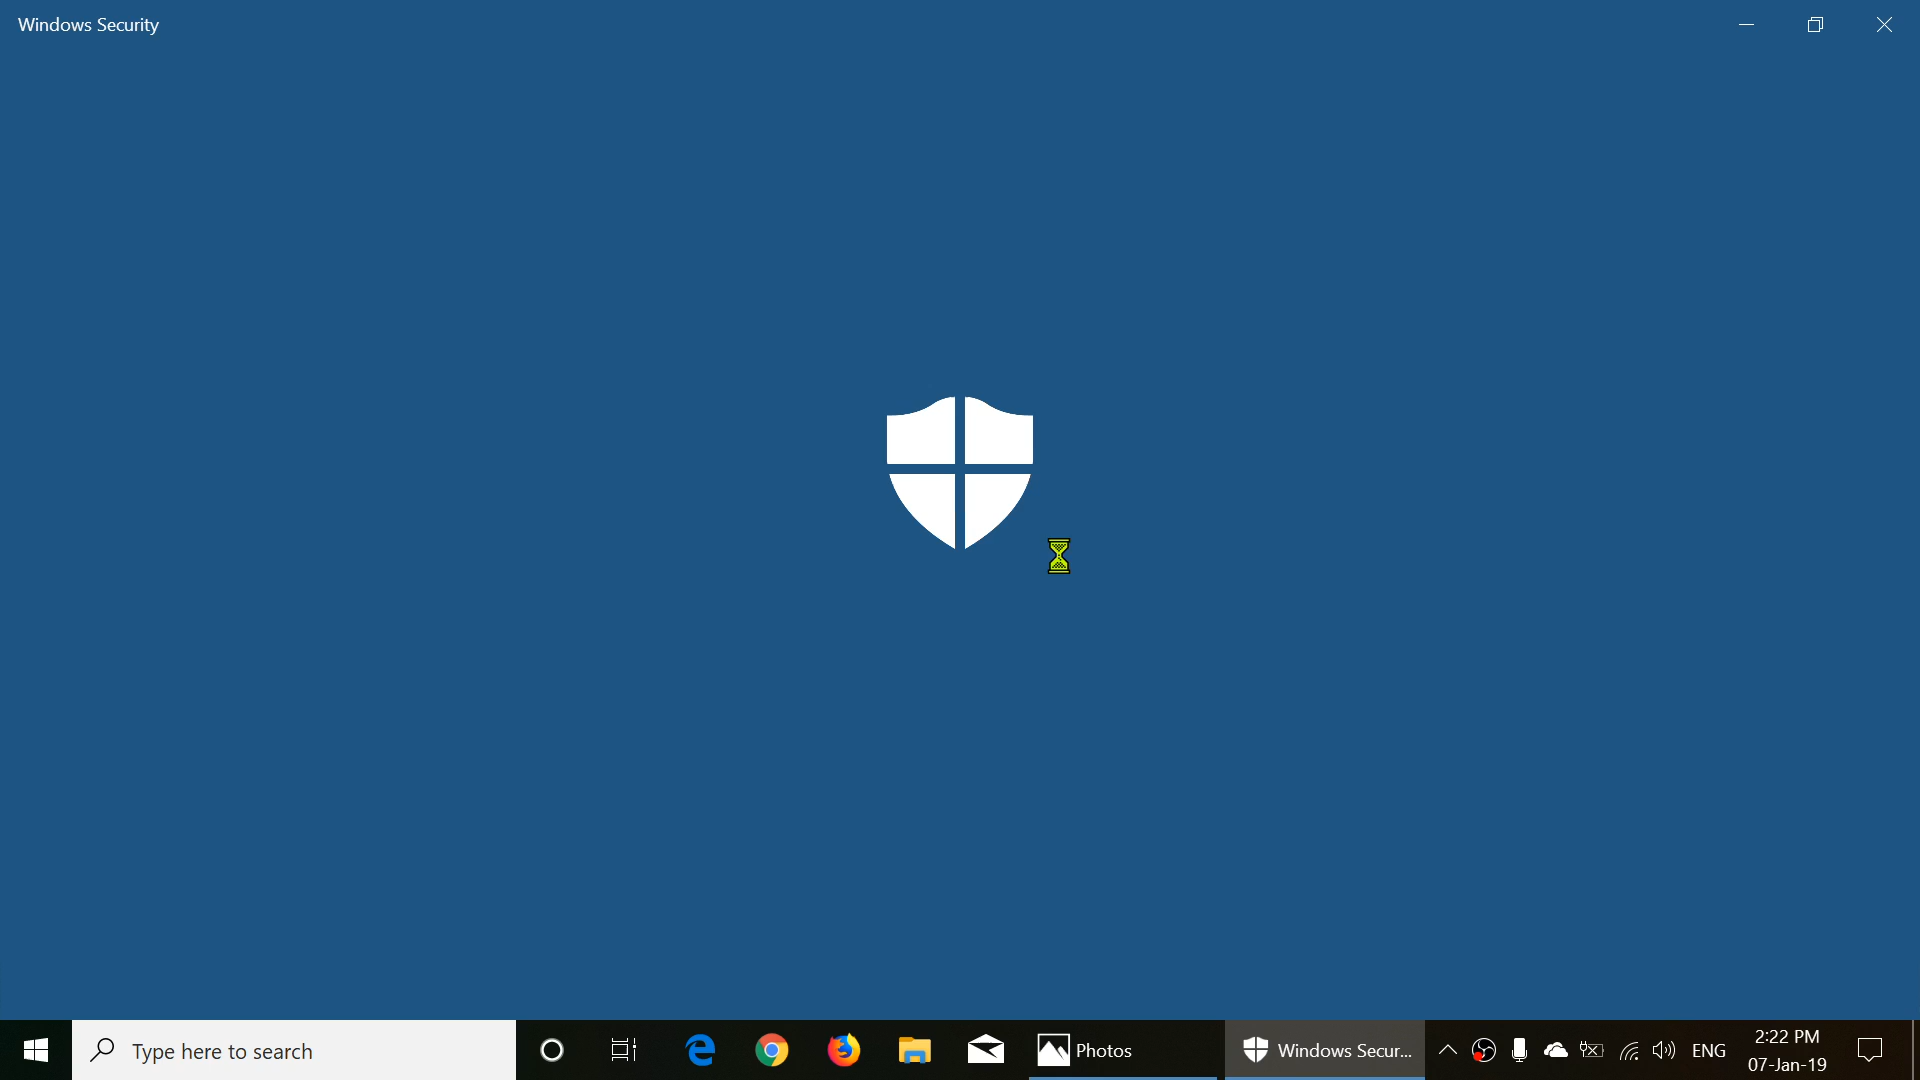 Windows Security
Type here to search
Photos
Windows Secur...
ENG
2:22 PM
07-Jan-19